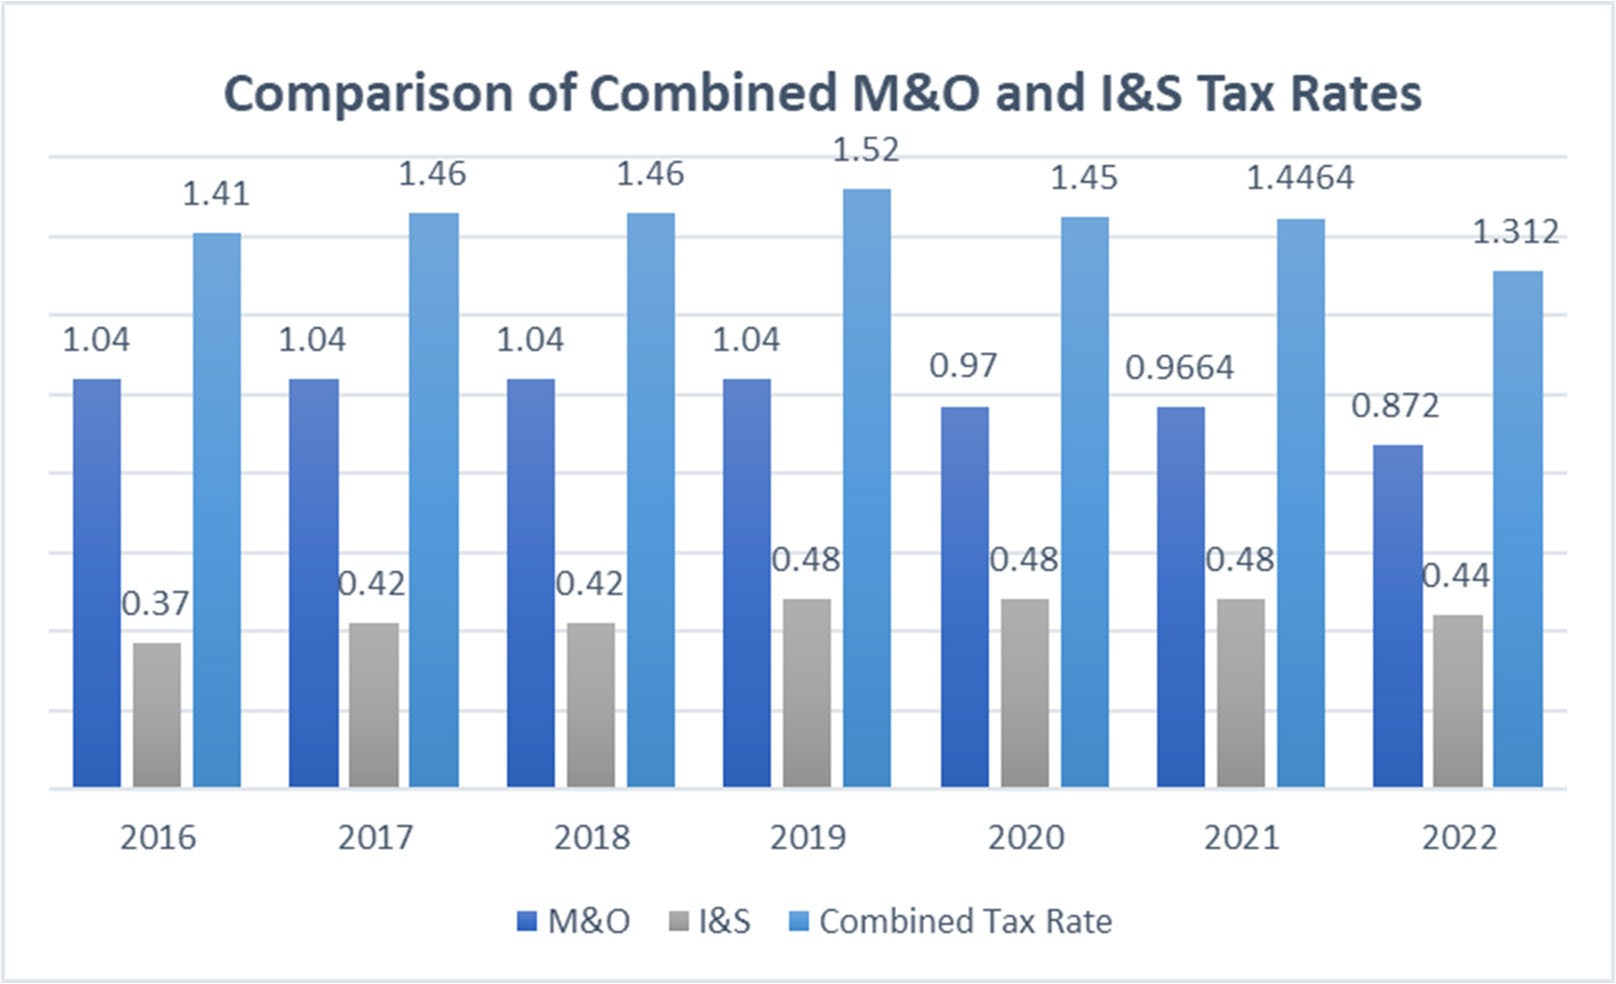 Comparison of Combined M&O and I&S Tax Rates
1.41 1.46 1.46 1.52 1.45 1.4464 1.312
1.04 1.04 1.04 1.04 0.97 0.9664 0.872
0.37 0.42 0.42 0.48 0.48 0.48 0.44
2016 2017 2018 2019 2020 2021 2022
M&O I&S Combined Tax Rate